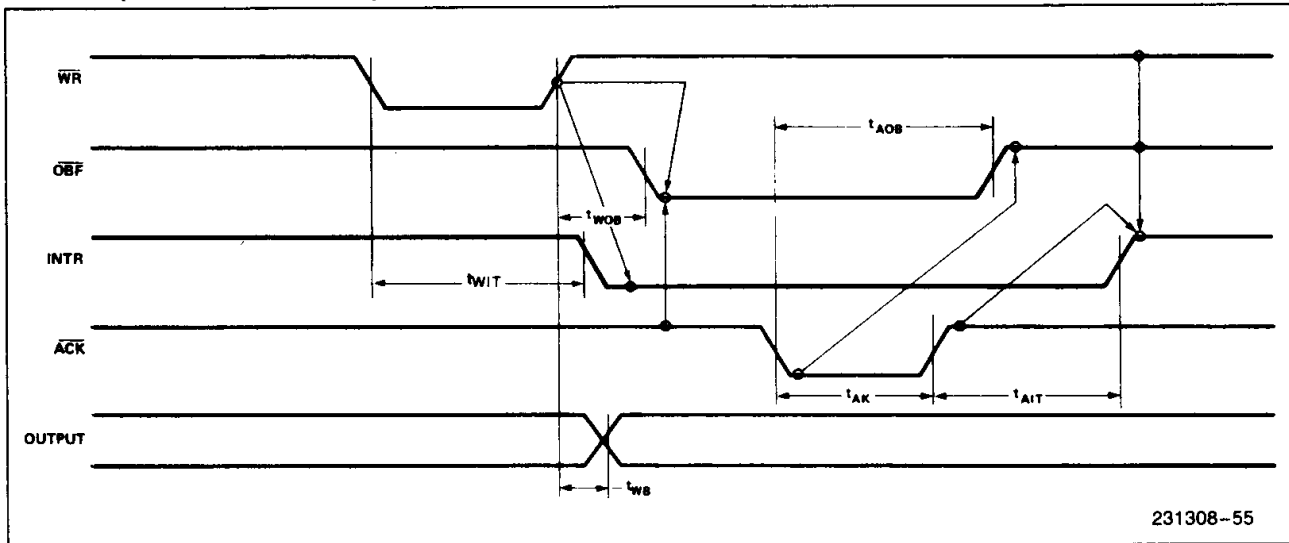 WR
tAOB
OBF
tWOB
INTR
tWIT
ACK
tAK
tAIT
OUTPUT
tWB
231308-55